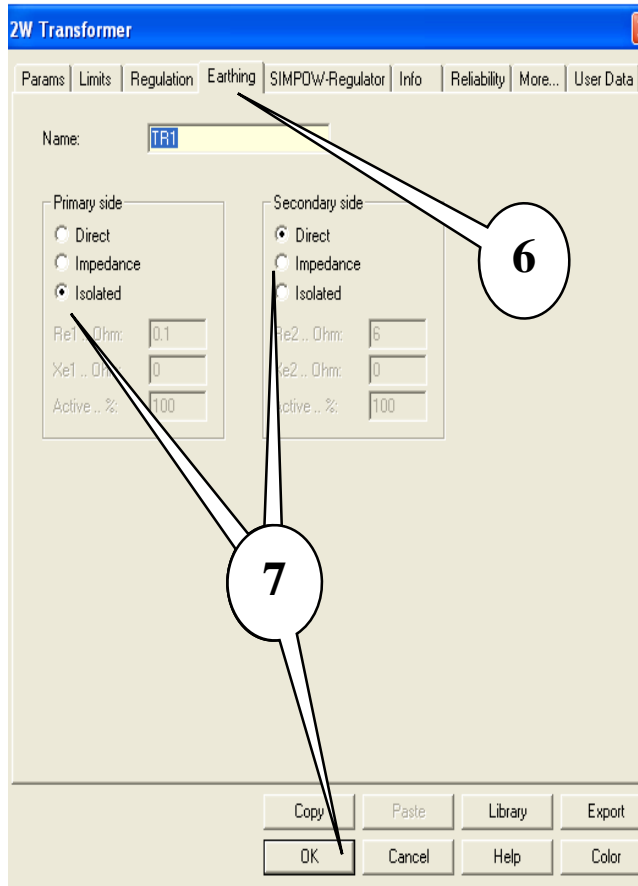 2W Transformer
Params Limits Regulation Earthing SIMPOW-Regulator Info Reliability More... User Data
Name: TR1
6
Primary side
Direct
Impedance
Isolated
Re1 .. Ohm: 0.1
Xe1 .. Ohm: 0
Active .. %: 100
Secondary side
Direct
Impedance
Isolated
Re2 .. Ohm: 6
Xe2 .. Ohm: 0
Active .. %: 100
7
Copy Paste Library Export
OK Cancel Help Color